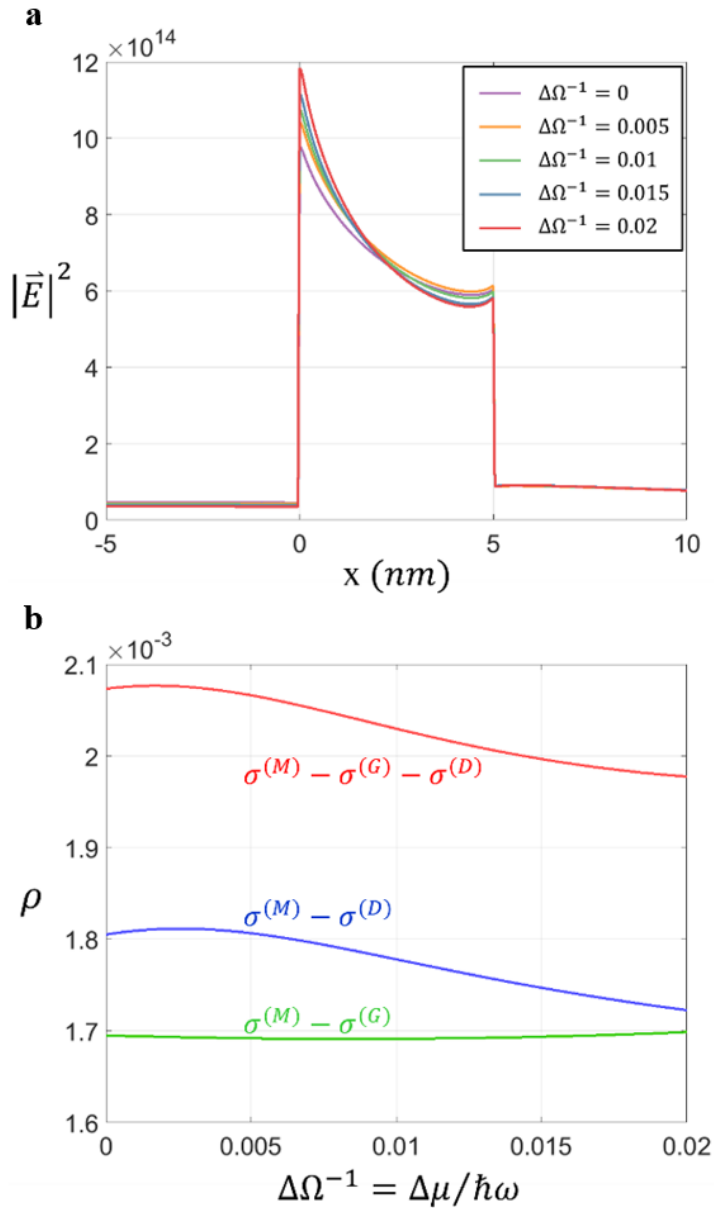 a
×10¹⁴
12
10
8
6
4
2
0
|E⃗|²
ΔΩ⁻¹ = 0
ΔΩ⁻¹ = 0.005
ΔΩ⁻¹ = 0.01
ΔΩ⁻¹ = 0.015
ΔΩ⁻¹ = 0.02
-5 0 5 10
x (nm)
b
×10⁻³
2.1
2
1.9
1.8
1.7
1.6
ρ
σ⁽ᴹ⁾ − σ⁽ᴳ⁾ − σ⁽ᴰ⁾
σ⁽ᴹ⁾ − σ⁽ᴰ⁾
σ⁽ᴹ⁾ − σ⁽ᴳ⁾
0 0.005 0.01 0.015 0.02
ΔΩ⁻¹ = Δμ/ℏω